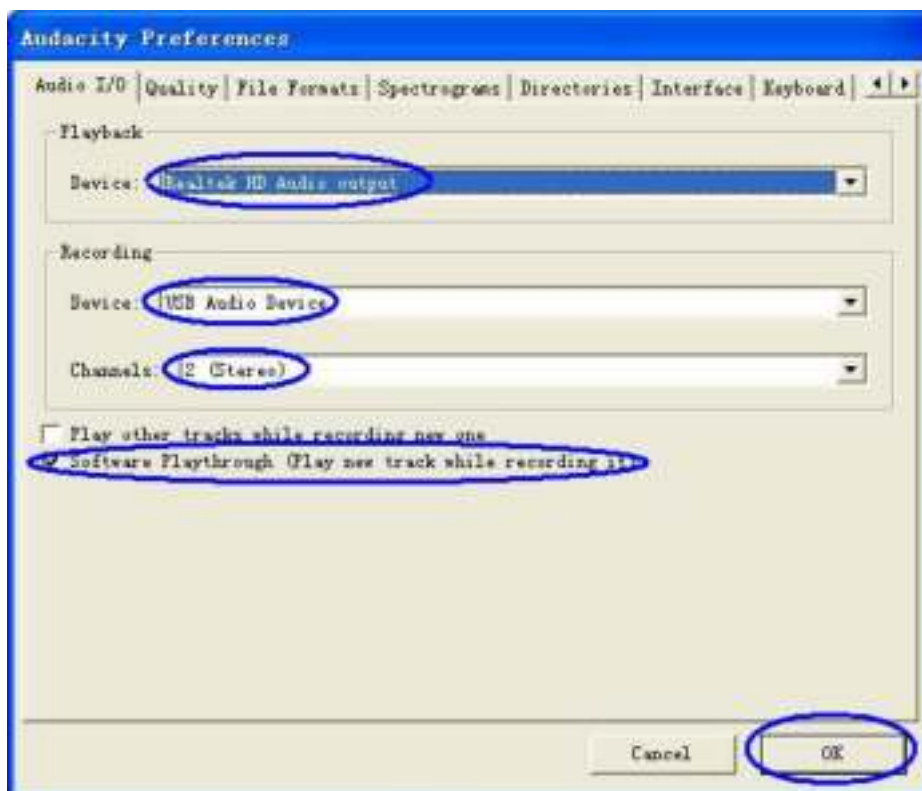 Audacity Preferences
Audio I/O Quality File Formats Spectrograms Directories Interface Keyboard
Playback
Device: Realtek HD Audio output
Recording
Device: USB Audio Device
Channels: 2 (Stereo)
Play other tracks while recording new one
Software Playthrough (Play new track while recording it)
Cancel OK